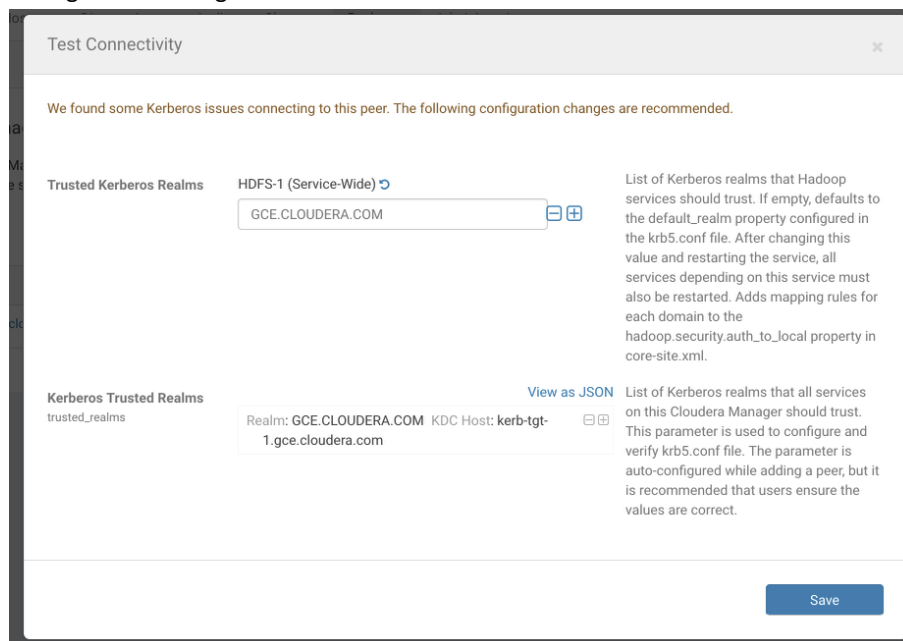 Test Connectivity
×
We found some Kerberos issues connecting to this peer. The following configuration changes are recommended.
Trusted Kerberos Realms
HDFS-1 (Service-Wide)
GCE.CLOUDERA.COM
List of Kerberos realms that Hadoop
services should trust. If empty, defaults to
the default_realm property configured in
the krb5.conf file. After changing this
value and restarting the service, all
services depending on this service must
also be restarted. Adds mapping rules for
each domain to the
hadoop.security.auth_to_local property in
core-site.xml.
Kerberos Trusted Realms
trusted_realms
View as JSON
Realm: GCE.CLOUDERA.COM KDC Host: kerb-tgt-
1.gce.cloudera.com
List of Kerberos realms that all services
on this Cloudera Manager should trust.
This parameter is used to configure and
verify krb5.conf file. The parameter is
auto-configured while adding a peer, but it
is recommended that users ensure the
values are correct.
Save